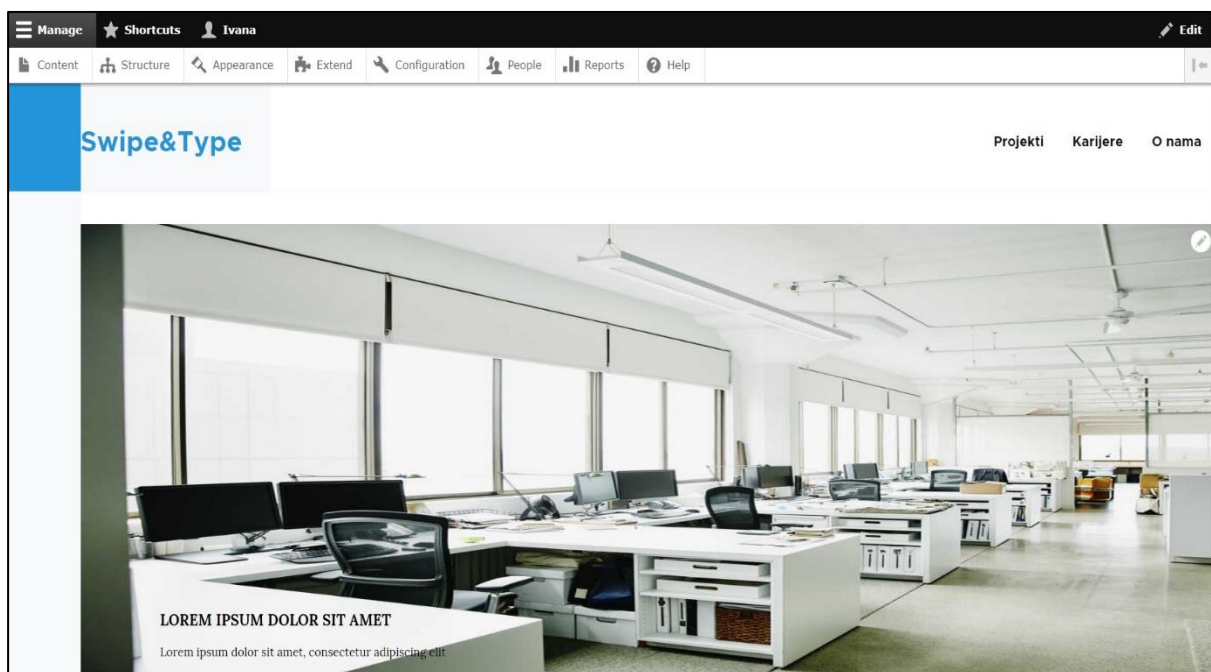 Manage Shortcuts Ivana Edit
Content Structure Appearance Extend Configuration People Reports Help
Swipe&Type
Projekti Karijere O nama
LOREM IPSUM DOLOR SIT AMET
Lorem ipsum dolor sit amet, consectetur adipiscing elit